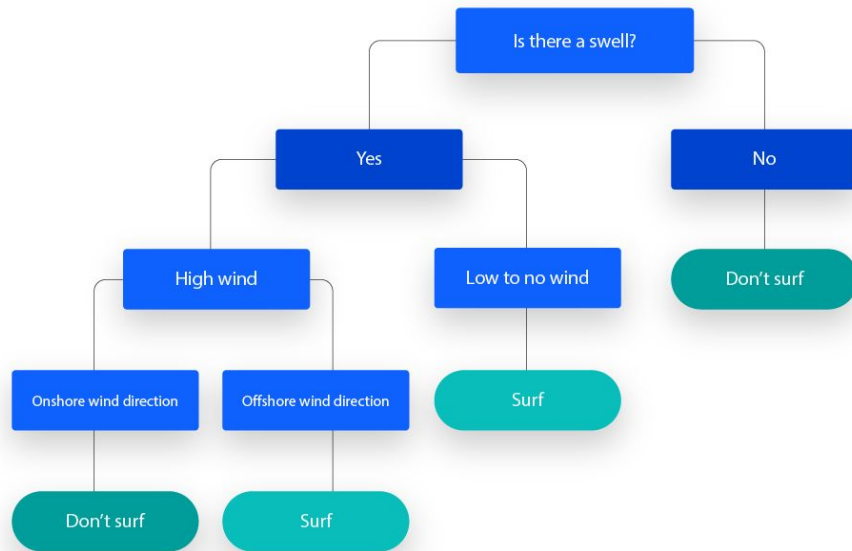 Is there a swell?
Yes
No
High wind
Low to no wind
Don’t surf
Onshore wind direction
Offshore wind direction
Surf
Don’t surf
Surf